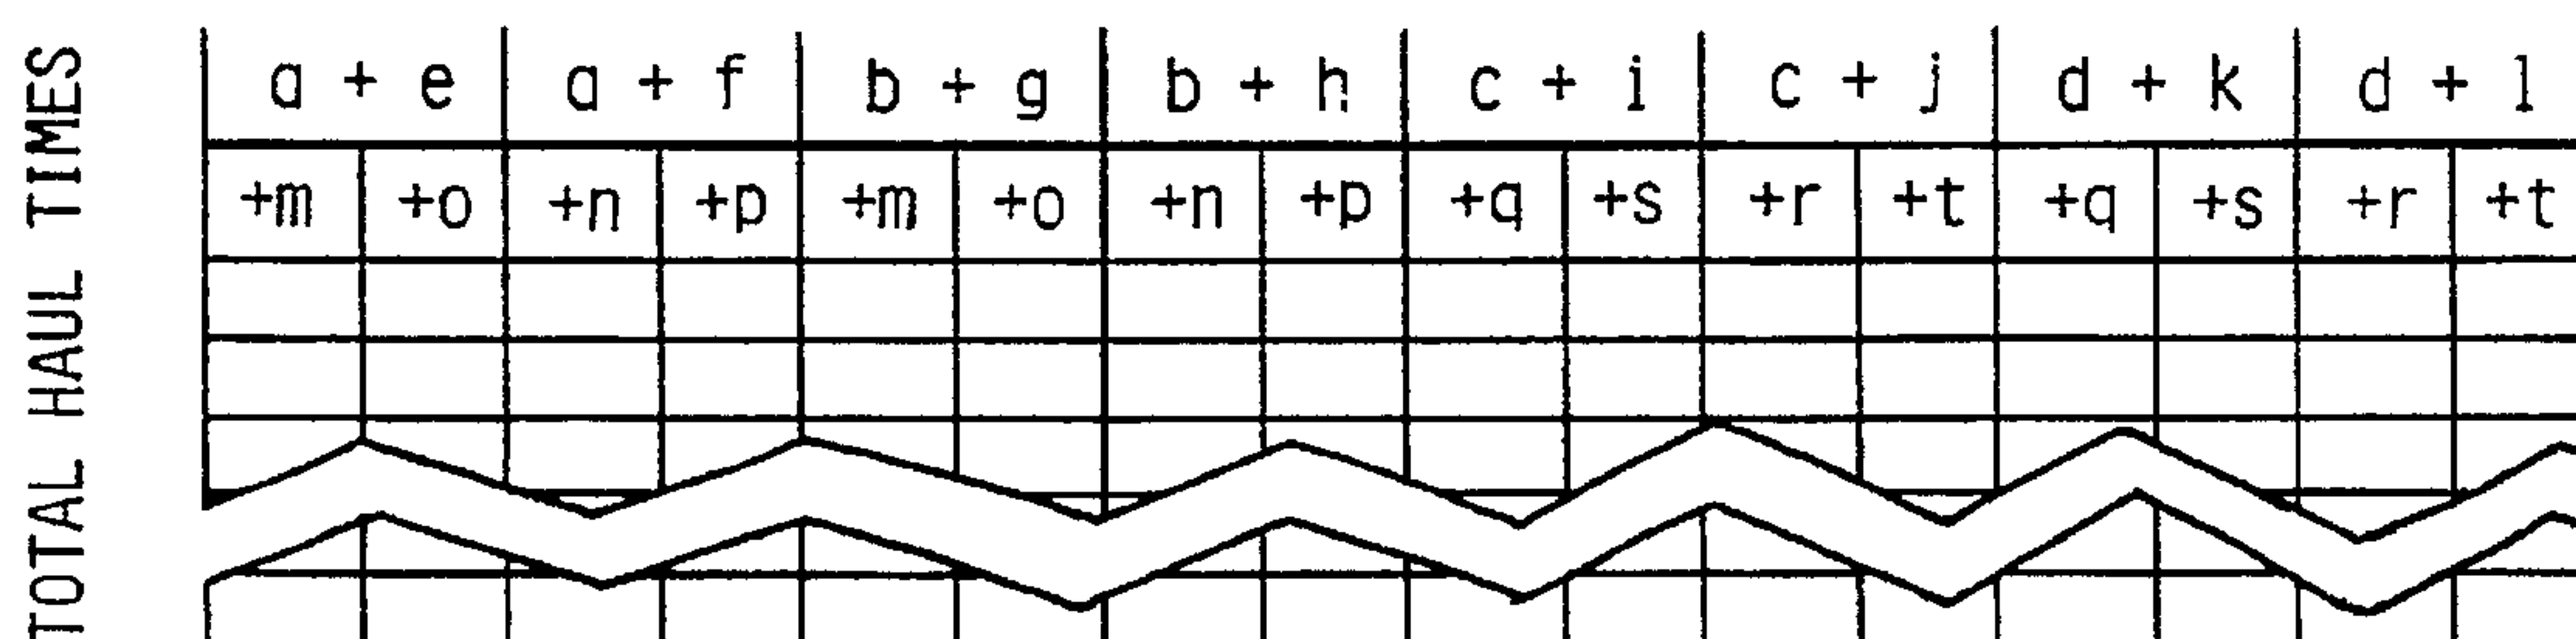 TOTAL HAUL TIMES
a + e a + f b + g b + h c + i c + j d + k d + l
+m +o +n +p +m +o +n +p +q +s +r +t +q +s +r +t